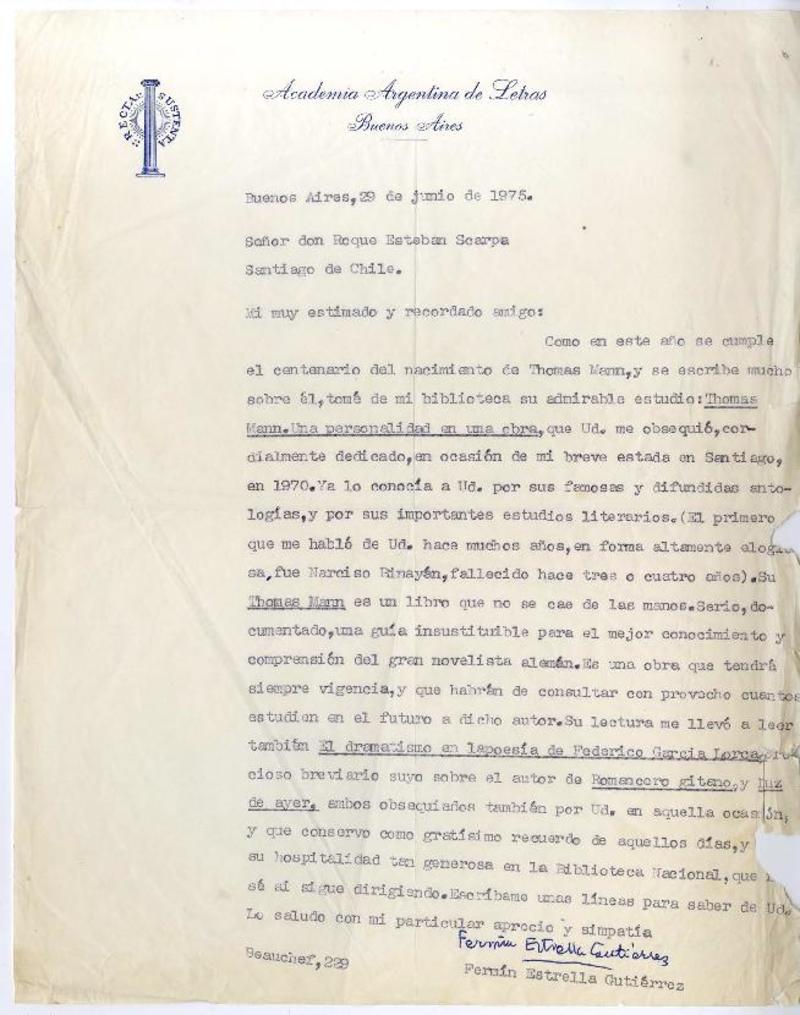 Academia Argentina de Letras
Buenos Aires
RECTA SUSTENTA
Buenos Aires,29 de junio de 1975.
Señor don Roque Esteban Scarpa
Santiago de Chile.
Mi muy estimado y recordado amigo:
Como en este año se cumple
el centenario del nacimiento de Thomas Mann,y se escribe mucho
sobre él,tomé de mi biblioteca su admirable estudio:Thomas
Mann.Una personalidad en una obra,que Ud. me obsequió,cor-
dialmente dedicado,en ocasión de mi breve estada en Santiago,
en 1970.Ya lo conocía a Ud. por sus famosas y difundidas anto-
logías,y por sus importantes estudios literarios.(El primero
que me habló de Ud. hace muchos años,en forma altamente elogio
sa,fue Narciso Binayán,fallecido hace tres o cuatro años).Su
Thomas Mann es un libro que no se cae de las manos.Serio,do-
cumentado,una guía insustituible para el mejor conocimiento y
comprensión del gran novelista alemán.Es una obra que tendrá
siempre vigencia,y que habrán de consultar con provecho cuantos
estudien en el futuro a dicho autor.Su lectura me llevó a leer
también El dramatismo en lapoesía de Federico García Lorca,pre
cioso breviario suyo sobre el autor de Romancero gitano,y Luz
de ayer, ambos obsequiados también por Ud. en aquella ocasión,
y que conservo como gratísimo recuerdo de aquellos días,y
su hospitalidad tan generosa en la Biblioteca Nacional,que
sé si sigue dirigiendo.Escríbame unas líneas para saber de Ud.
Lo saludo con mi particular aprecio y simpatía
Fermín Estrella Gutiérrez
Beauchef,229
Fermín Estrella Gutiérrez